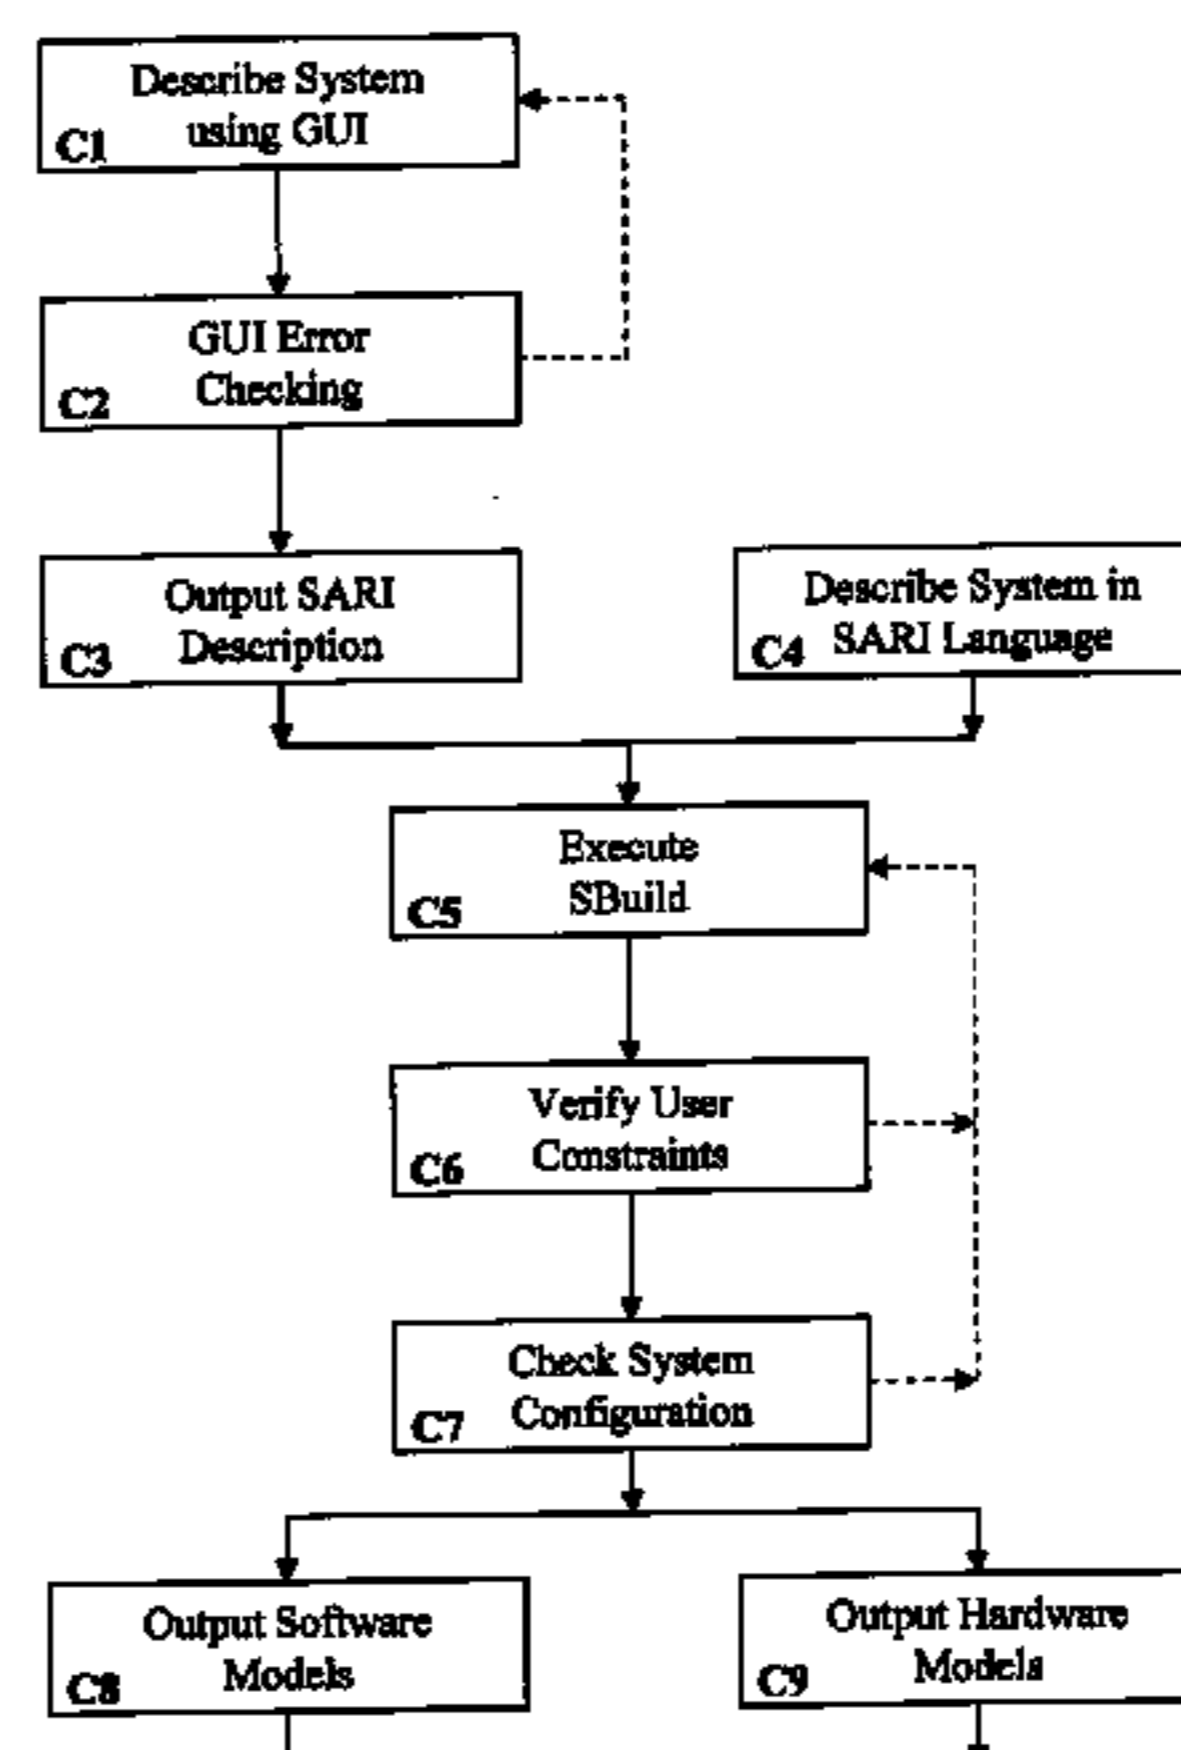 Describe System
using GUI
C1
GUI Error
Checking
C2
Output SARI
Description
C3
Describe System in
SARI Language
C4
Execute
SBuild
C5
Verify User
Constraints
C6
Check System
Configuration
C7
Output Software
Models
C8
Output Hardware
Models
C9